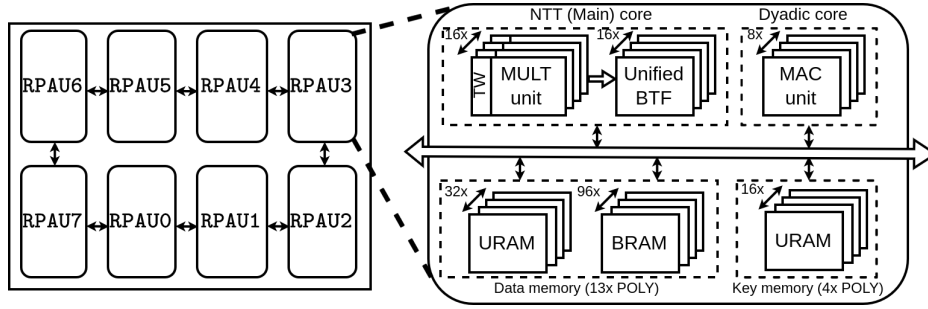 RPAU6 RPAU5 RPAU4 RPAU3
RPAU7 RPAU0 RPAU1 RPAU2
NTT (Main) core
Dyadic core
16x
16x
8x
TW
MULT
unit
Unified
BTF
MAC
unit
32x
96x
16x
URAM
BRAM
URAM
Data memory (13x POLY)
Key memory (4x POLY)